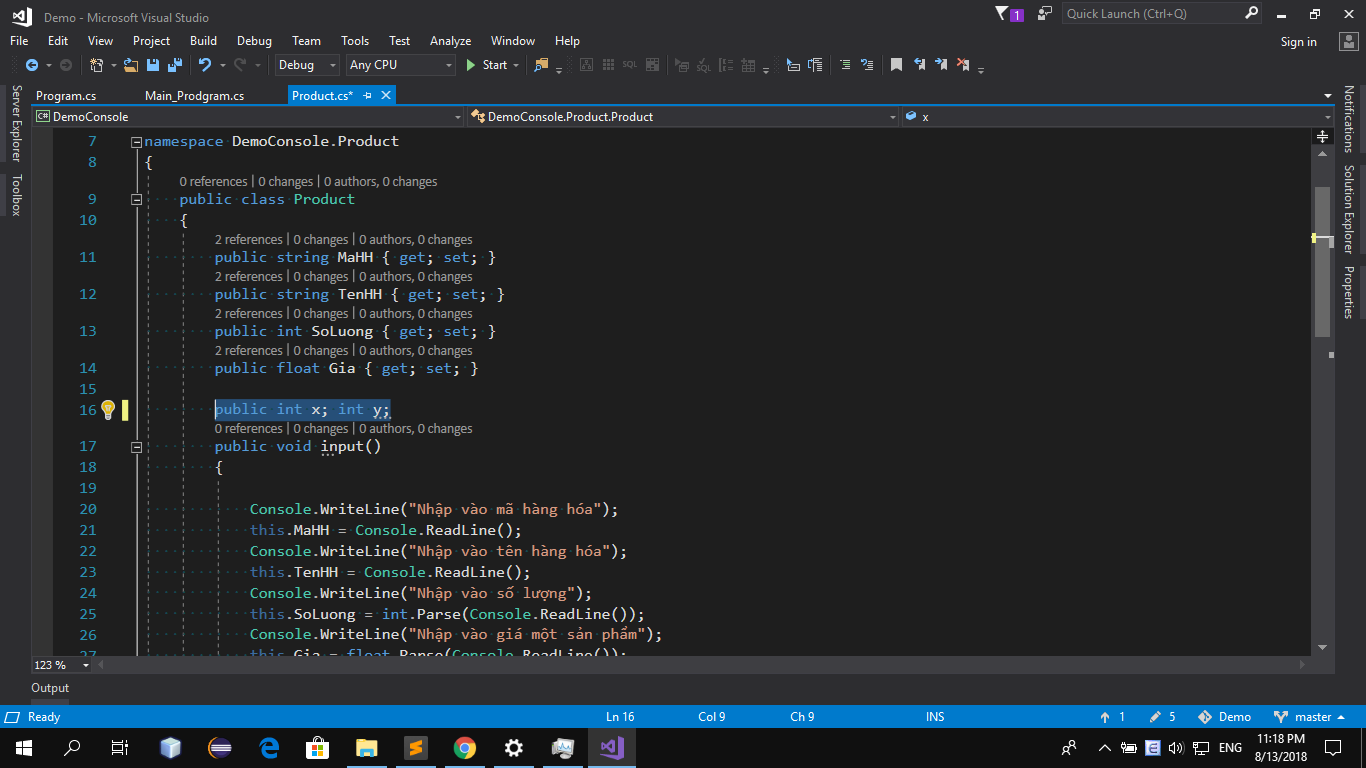 Demo - Microsoft Visual Studio
1
Quick Launch (Ctrl+Q)
File Edit View Project Build Debug Team Tools Test Analyze Window Help
Sign in
Debug Any CPU Start
Server Explorer
Toolbox
Program.cs Main_Prodgram.cs Product.cs*
DemoConsole DemoConsole.Product.Product x
7 namespace DemoConsole.Product
8 {
0 references | 0 changes | 0 authors, 0 changes
9 public class Product
10 {
2 references | 0 changes | 0 authors, 0 changes
11 public string MaHH { get; set; }
2 references | 0 changes | 0 authors, 0 changes
12 public string TenHH { get; set; }
2 references | 0 changes | 0 authors, 0 changes
13 public int SoLuong { get; set; }
2 references | 0 changes | 0 authors, 0 changes
14 public float Gia { get; set; }
15
16 public int x; int y;
0 references | 0 changes | 0 authors, 0 changes
17 public void input()
18 {
19
20 Console.WriteLine("Nhập vào mã hàng hóa");
21 this.MaHH = Console.ReadLine();
22 Console.WriteLine("Nhập vào tên hàng hóa");
23 this.TenHH = Console.ReadLine();
24 Console.WriteLine("Nhập vào số lượng");
25 this.SoLuong = int.Parse(Console.ReadLine());
26 Console.WriteLine("Nhập vào giá một sản phẩm");
27 this.Gia = float.Parse(Console.ReadLine());
Notifications
Solution Explorer
Properties
123 %
Output
Ready Ln 16 Col 9 Ch 9 INS 1 5 Demo master
ENG
11:18 PM
8/13/2018